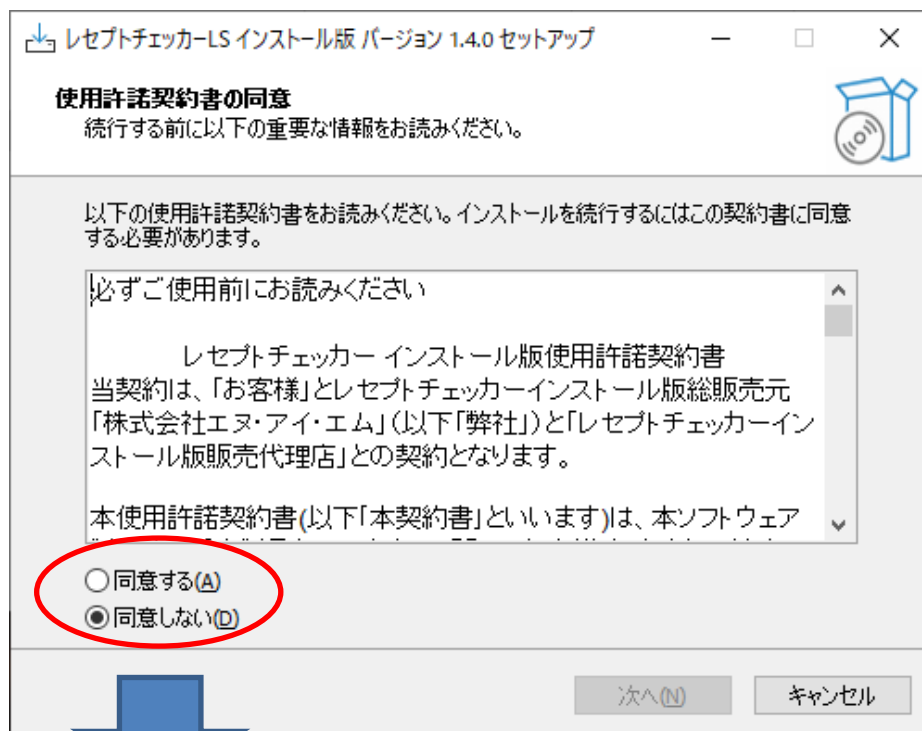 レセプトチェッカーLS インストール版 バージョン 1.4.0 セットアップ
使用許諾契約書の同意
続行する前に以下の重要な情報をお読みください。
以下の使用許諾契約書をお読みください。インストールを続行するにはこの契約書に同意
する必要があります。
必ずご使用前にお読みください
レセプトチェッカー インストール版使用許諾契約書
当契約は、「お客様」とレセプトチェッカーインストール版総販売元
「株式会社エヌ・アイ・エム」(以下「弊社」)と「レセプトチェッカーイン
ストール版販売代理店」との契約となります。
本使用許諾契約書(以下「本契約書」といいます)は、本ソフトウェア
同意する(A)
同意しない(D)
次へ(N)
キャンセル